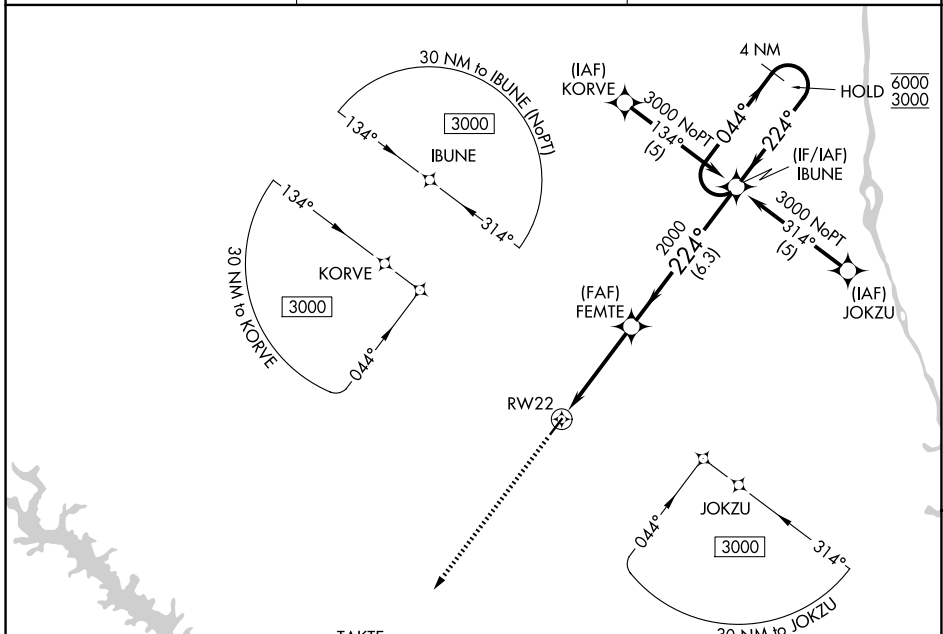 4 NM
(IAF)
KORVE
HOLD
6000
3000
3000 NoPT
134°
(5)
044°
224°
(IF/IAF)
IBUNE
3000 NoPT
314°
(5)
(IAF)
JOKZU
2000
224°
(6.3)
(FAF)
FEMTE
RW22
30 NM to IBUNE (NoPT)
3000
134°
IBUNE
314°
134°
KORVE
3000
30 NM to KORVE
044°
JOKZU
044°
3000
314°
30 NM to JOKZU
TAKTE